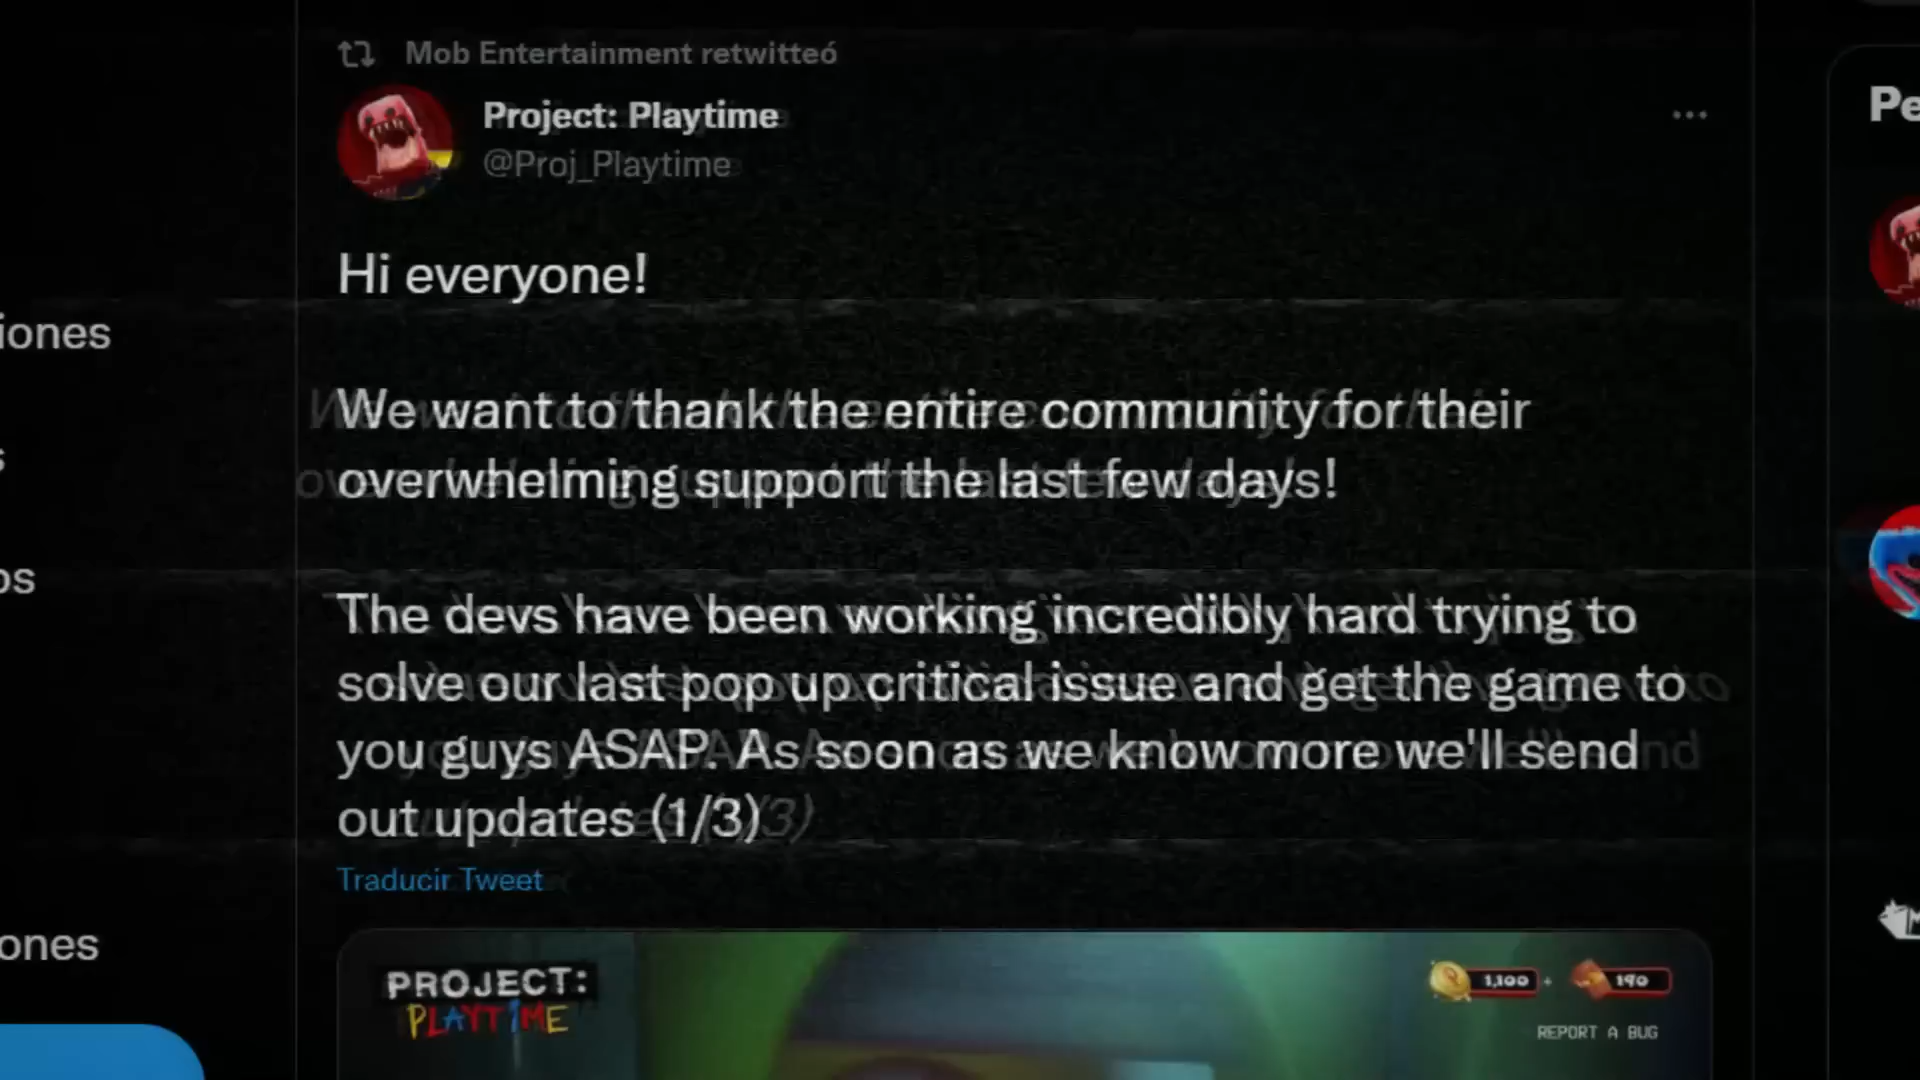 Mob Entertainment retwitteó
Project: Playtime
@Proj_Playtime
Hi everyone!
We want to thank the entire community for their
overwhelming support the last few days!
The devs have been working incredibly hard trying to
solve our last pop up critical issue and get the game to
you guys ASAP. As soon as we know more we'll send
out updates (1/3)
Traducir Tweet
PROJECT:
PLAYTIME
1,100 +
190
REPORT A BUG
Pe
iones
s
os
ones